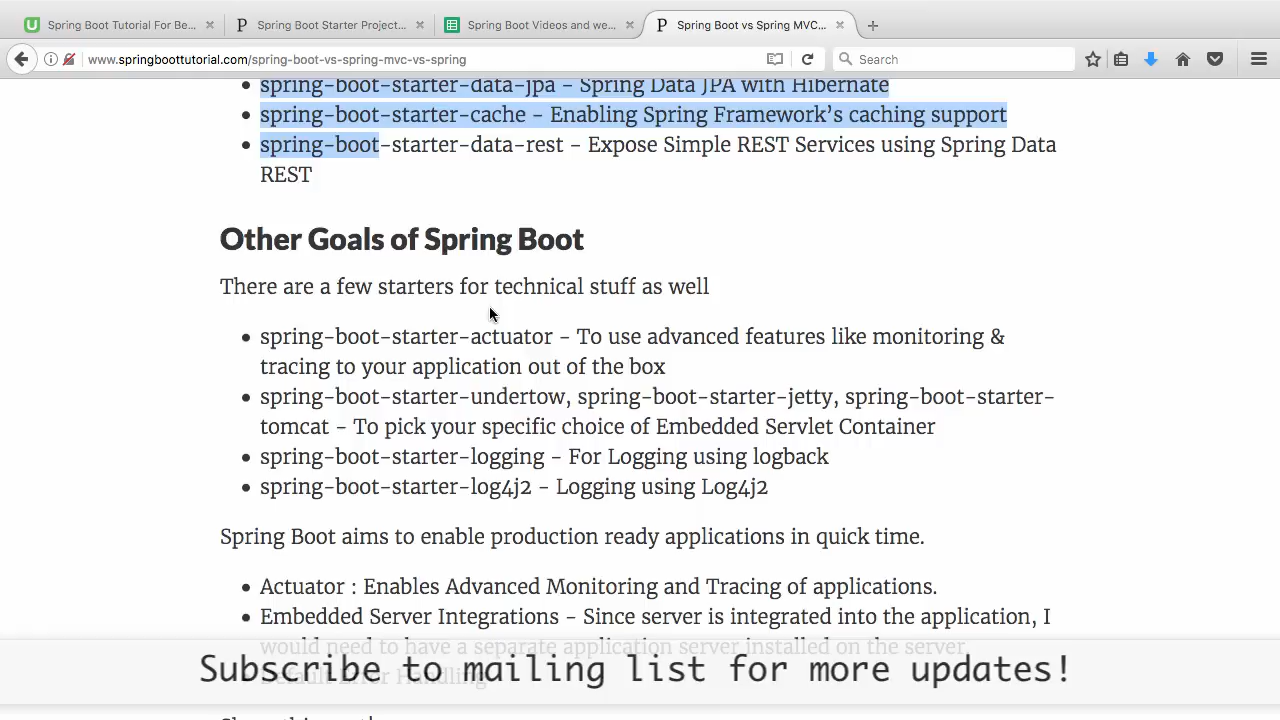 Spring Boot Tutorial For Be...
Spring Boot Starter Project...
Spring Boot Videos and we...
Spring Boot vs Spring MVC...
www.springboottutorial.com/spring-boot-vs-spring-mvc-vs-spring
Search
spring-boot-starter-data-jpa - Spring Data JPA with Hibernate
spring-boot-starter-cache - Enabling Spring Framework's caching support
spring-boot-starter-data-rest - Expose Simple REST Services using Spring Data
REST
Other Goals of Spring Boot
There are a few starters for technical stuff as well
spring-boot-starter-actuator - To use advanced features like monitoring &
tracing to your application out of the box
spring-boot-starter-undertow, spring-boot-starter-jetty, spring-boot-starter-
tomcat - To pick your specific choice of Embedded Servlet Container
spring-boot-starter-logging - For Logging using logback
spring-boot-starter-log4j2 - Logging using Log4j2
Spring Boot aims to enable production ready applications in quick time.
Actuator : Enables Advanced Monitoring and Tracing of applications.
Embedded Server Integrations - Since server is integrated into the application, I
would need to have a separate application server installed on the server.
Default Error Handling
Subscribe to mailing list for more updates!